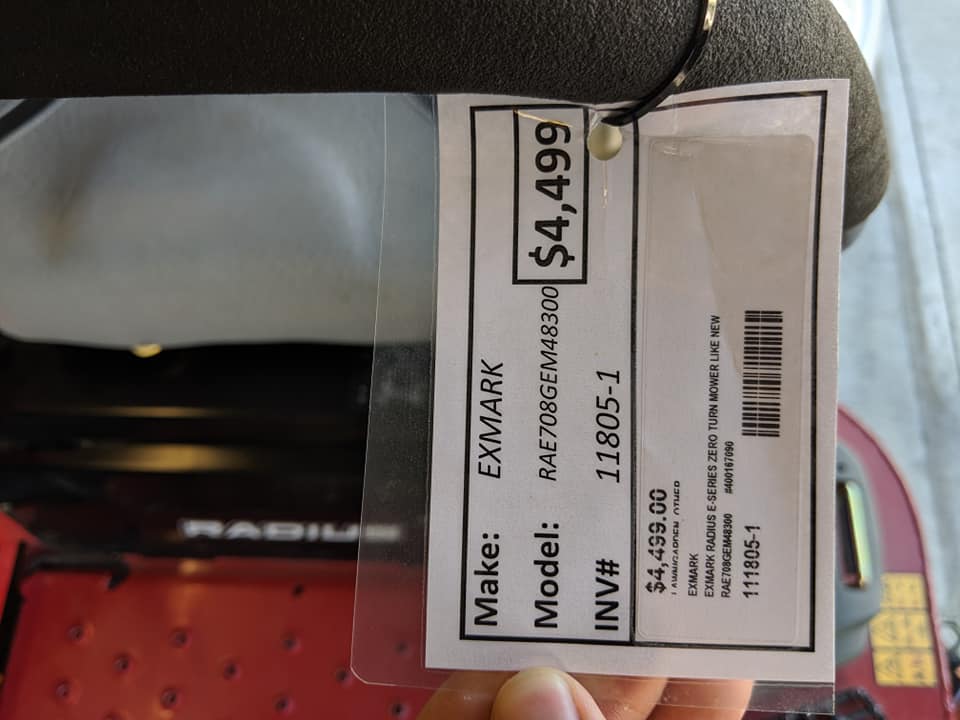 Make: EXMARK
Model: RAE708GEM48300
$4,499
INV# 11805-1
$4,499.00
EXMARK
EXMARK RADIUS E-SERIES ZERO TURN MOWER LIKE NEW
RAE708GEM48300 #400167090
111805-1
RADIUS